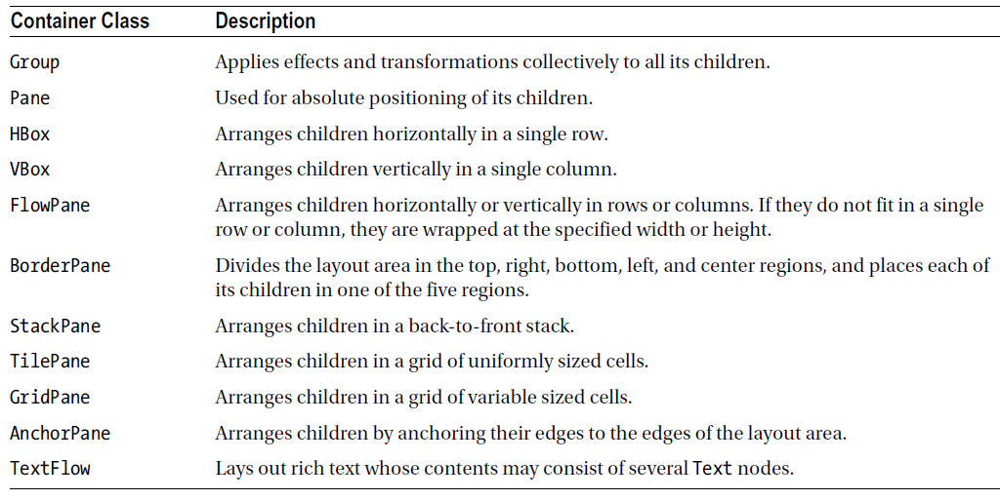 Container Class Description
Group Applies effects and transformations collectively to all its children.
Pane Used for absolute positioning of its children.
HBox Arranges children horizontally in a single row.
VBox Arranges children vertically in a single column.
FlowPane Arranges children horizontally or vertically in rows or columns. If they do not fit in a single
row or column, they are wrapped at the specified width or height.
BorderPane Divides the layout area in the top, right, bottom, left, and center regions, and places each of
its children in one of the five regions.
StackPane Arranges children in a back-to-front stack.
TilePane Arranges children in a grid of uniformly sized cells.
GridPane Arranges children in a grid of variable sized cells.
AnchorPane Arranges children by anchoring their edges to the edges of the layout area.
TextFlow Lays out rich text whose contents may consist of several Text nodes.